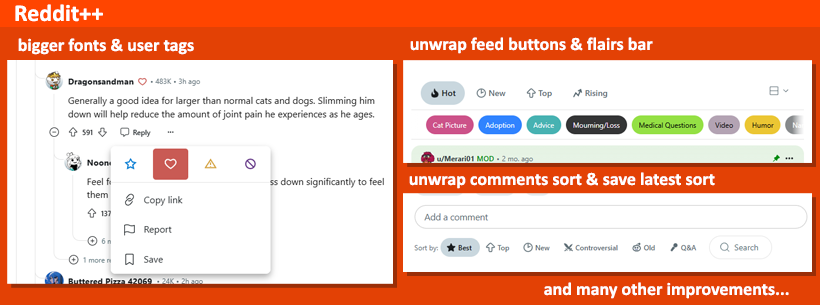 Reddit++
bigger fonts & user tags
Dragonsandman • 483K • 3h ago
Generally a good idea for larger than normal cats and dogs. Slimming him
down will help reduce the amount of joint pain he experiences as he ages.
591 Reply ...
Noon
Feel f ss down significantly to feel
them
137
Copy link
Report
Save
6 m
1 more re
Buttered Pizza 42069 • 24K • 2h ago
unwrap feed buttons & flairs bar
Hot New Top Rising
Cat Picture Adoption Advice Mourning/Loss Medical Questions Video Humor Na
u/Merari01 MOD • 2 mo. ago ...
unwrap comments sort & save latest sort
Add a comment
Sort by: Best Top New Controversial Old Q&A Search
and many other improvements...